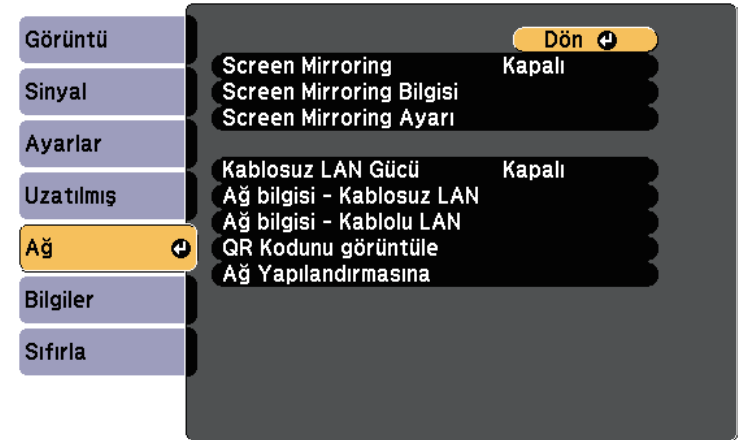 Görüntü
Sinyal
Ayarlar
Uzatılmış
Ağ
Bilgiler
Sıfırla
Dön
Screen Mirroring Kapalı
Screen Mirroring Bilgisi
Screen Mirroring Ayarı
Kablosuz LAN Gücü Kapalı
Ağ bilgisi - Kablosuz LAN
Ağ bilgisi - Kablolu LAN
QR Kodunu görüntüle
Ağ Yapılandırmasına